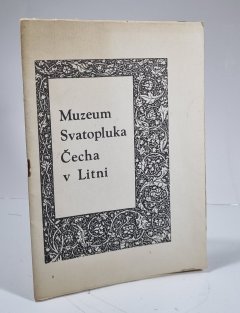 Muzeum
Svatopluka
Čecha
v Litni